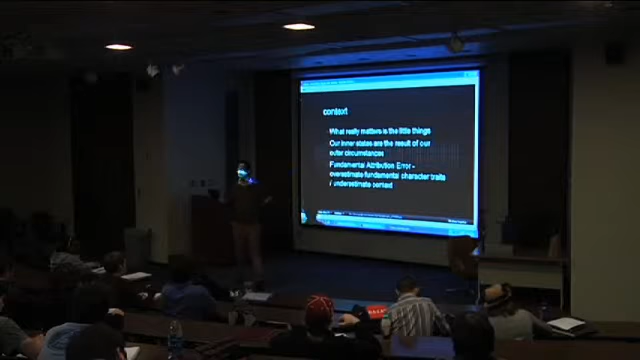 context
What really matters is the little things
Our inner states are the result of our
outer circumstances
Fundamental Attribution Error -
overestimate fundamental character traits
/ underestimate context